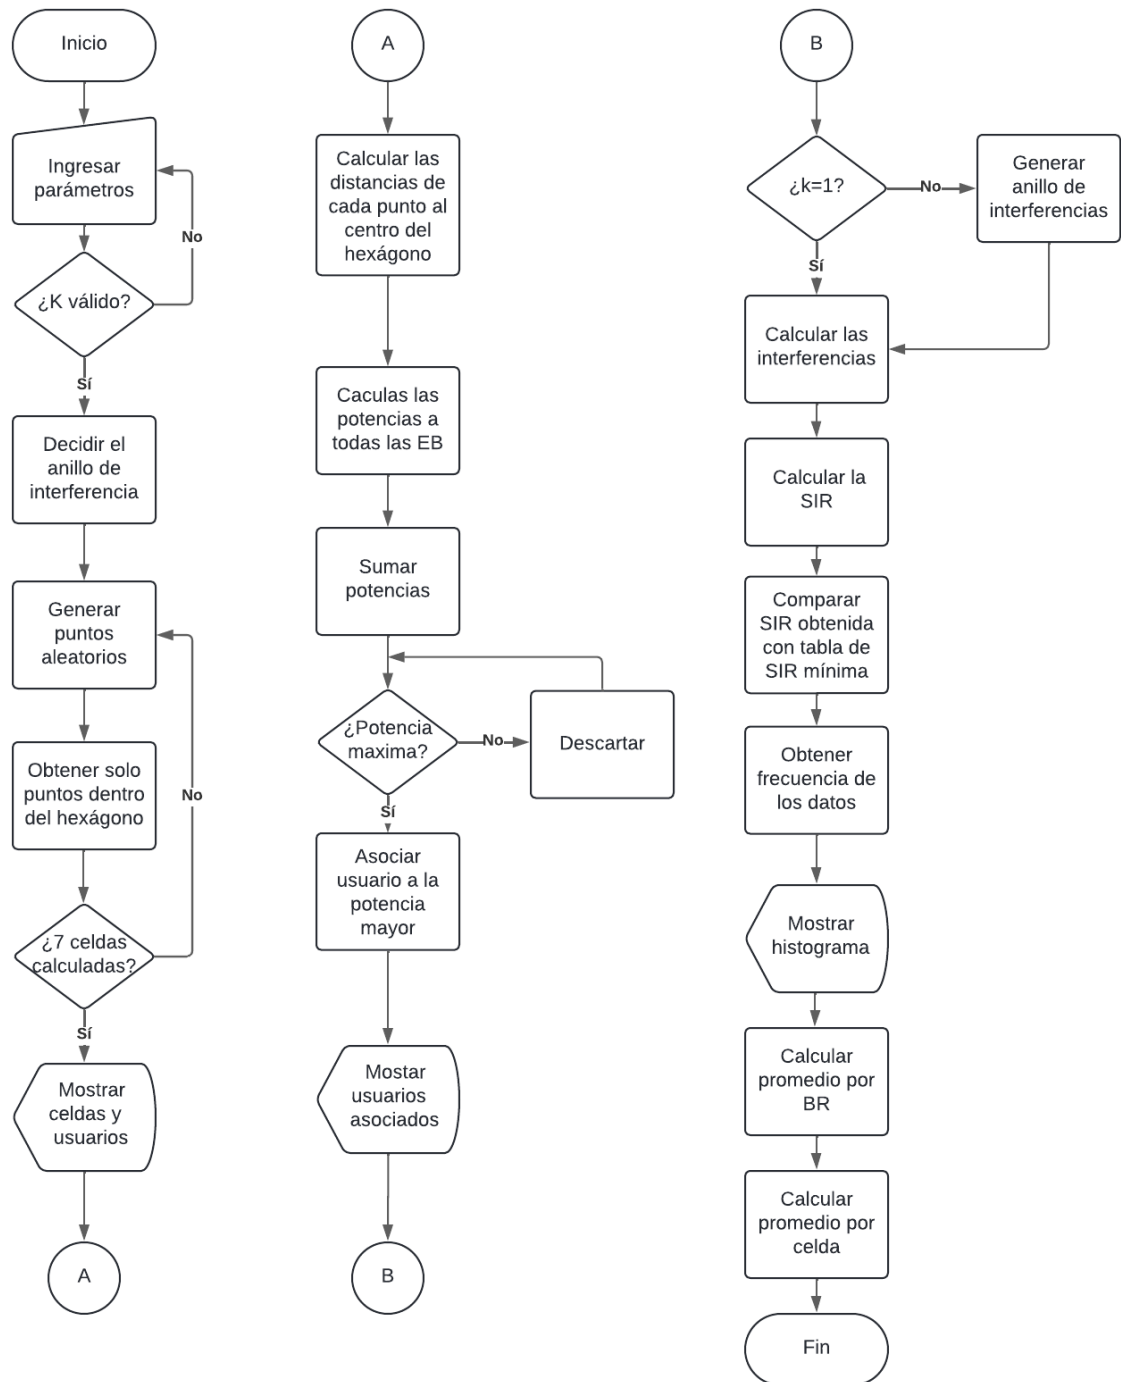 Inicio
Ingresar
parámetros
No
¿K válido?
Sí
Decidir el
anillo de
interferencia
Generar
puntos
aleatorios
Obtener solo
puntos dentro
del hexágono
No
¿7 celdas
calculadas?
Sí
Mostrar
celdas y
usuarios
A
A
Calcular las
distancias de
cada punto al
centro del
hexágono
Caculas las
potencias a
todas las EB
Sumar
potencias
¿Potencia
maxima?
No
Descartar
Sí
Asociar
usuario a la
potencia
mayor
Mostar
usuarios
asociados
B
B
¿k=1?
No
Generar
anillo de
interferencias
Sí
Calcular las
interferencias
Calcular la
SIR
Comparar
SIR obtenida
con tabla de
SIR mínima
Obtener
frecuencia de
los datos
Mostrar
histograma
Calcular
promedio por
BR
Calcular
promedio por
celda
Fin